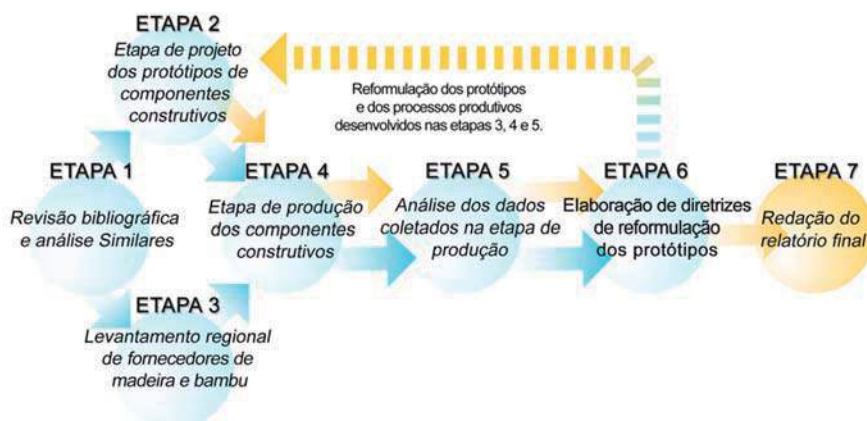 ETAPA 2
Etapa de projeto
dos protótipos de
componentes
construtivos
Reformulação dos protótipos
e dos processos produtivos
desenvolvidos nas etapas 3, 4 e 5.
ETAPA 1
Revisão bibliográfica
e análise Similares
ETAPA 3
Levantamento regional
de fornecedores de
madeira e bambu
ETAPA 4
Etapa de produção
dos componentes
construtivos
ETAPA 5
Análise dos dados
coletados na etapa de
produção
ETAPA 6
Elaboração de diretrizes
de reformulação
dos protótipos
ETAPA 7
Redação do
relatório final